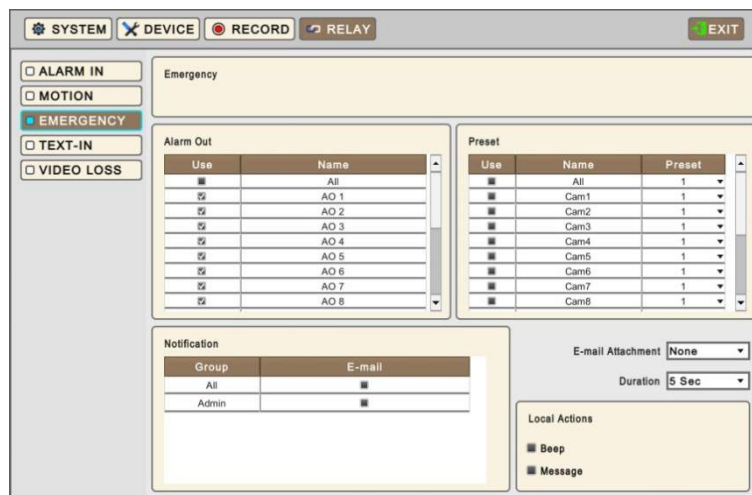 SYSTEM DEVICE RECORD RELAY EXIT
ALARM IN
MOTION
EMERGENCY
TEXT-IN
VIDEO LOSS
Emergency
Alarm Out
Use Name
All
AO 1
AO 2
AO 3
AO 4
AO 5
AO 6
AO 7
AO 8
Preset
Use Name Preset
All 1
Cam1 1
Cam2 1
Cam3 1
Cam4 1
Cam5 1
Cam6 1
Cam7 1
Cam8 1
Notification
Group E-mail
All
Admin
E-mail Attachment None
Duration 5 Sec
Local Actions
Beep
Message